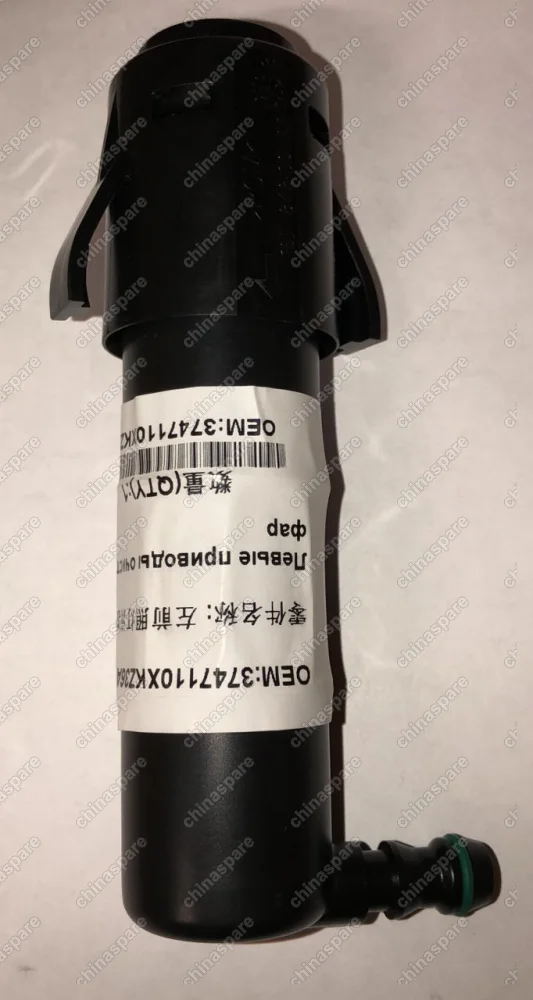 OEM:3747110XKZ36A
零件名称：左前照灯
Левые приводы очист
фар
数量(QTY):1
OEM:3747110XKZ
chinaspare